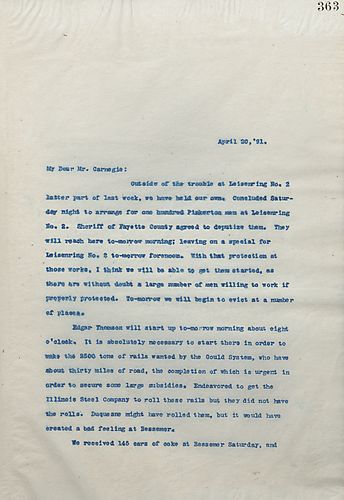 363
April 20,'91.
My Dear Mr. Carnegie:
Outside of the trouble at Leisenring No. 2
latter part of last week, we have held our own. Concluded Satur-
day night to arrange for one hundred Pinkerton men at Leisenring
No. 2. Sheriff of Fayette County agreed to deputize them. They
will reach here to-morrow morning; leaving on a special for
Leisenring No. 2 to-morrow forenoon. With that protection at
those works, I think we will be able to get them started, as
there are without doubt a large number of men willing to work if
properly protected. To-morrow we will begin to evict at a number
of places.
Edgar Thomson will start up to-morrow morning about eight
o'clock. It is absolutely necessary to start there in order to
make the 2500 tons of rails wanted by the Gould System, who have
about thirty miles of road, the completion of which is urgent in
order to secure some large subsidies. Endeavored to get the
Illinois Steel Company to roll these rails but they did not have
the rolls. Duquesne might have rolled them, but it would have
created a bad feeling at Bessemer.
We received 145 cars of coke at Bessemer Saturday, and